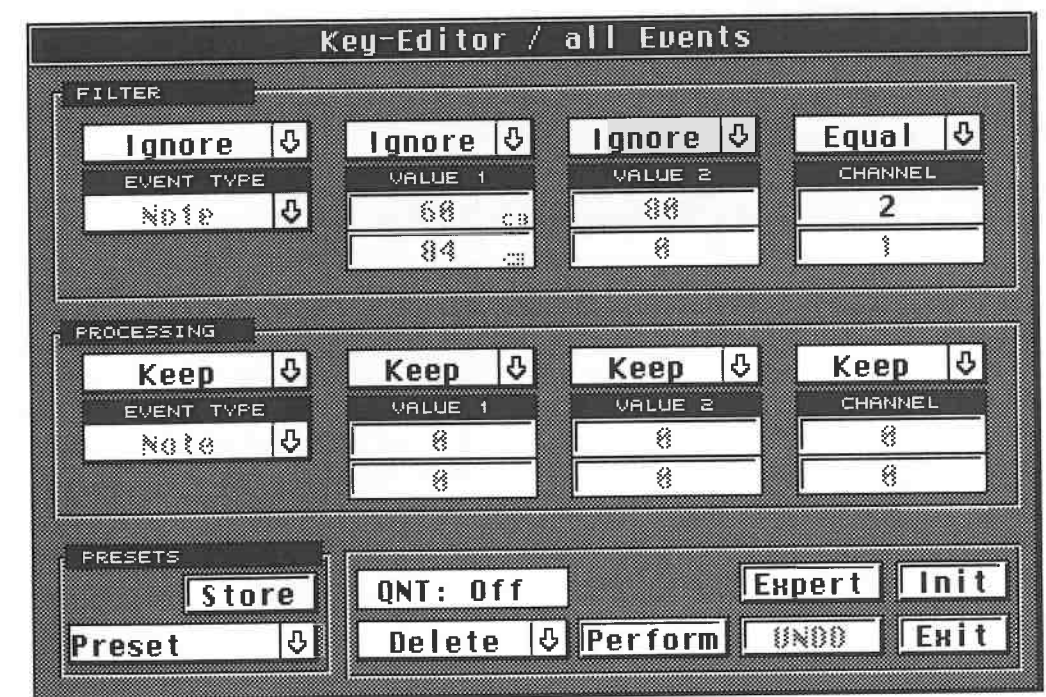 Key-Editor / all Events
FILTER
Ignore Ignore Ignore Equal
EVENT TYPE VALUE 1 VALUE 2 CHANNEL
Note 60 C3 80 2
84 0 1
PROCESSING
Keep Keep Keep Keep
EVENT TYPE VALUE 1 VALUE 2 CHANNEL
Note 0 0 0
0 0 0
PRESETS
Store QNT: Off Expert Init
Preset Delete Perform UNDO Exit